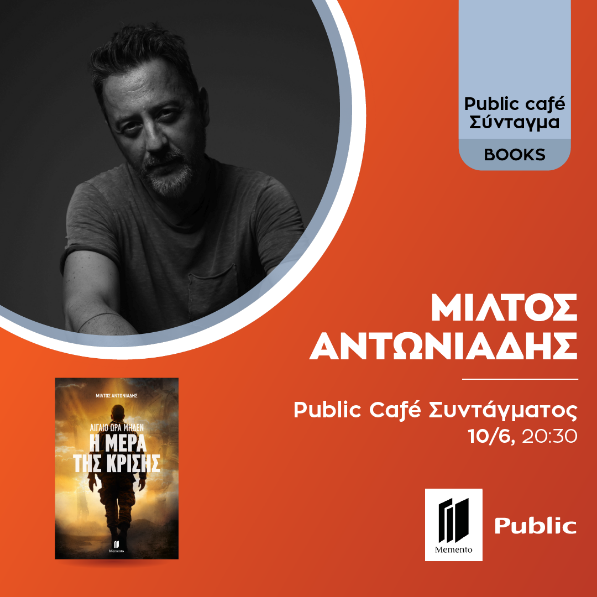 Public café
Σύνταγμα
BOOKS
ΜΙΛΤΟΣ
ΑΝΤΩΝΙΑΔΗΣ
Public Café Συντάγματος
10/6, 20:30
ΜΙΛΤΟΣ ΑΝΤΩΝΙΑΔΗΣ
ΑΙΓΑΙΟ ΩΡΑ ΜΗΔΕΝ
Η ΜΕΡΑ
ΤΗΣ ΚΡΙΣΗΣ
Memento
Memento
Public